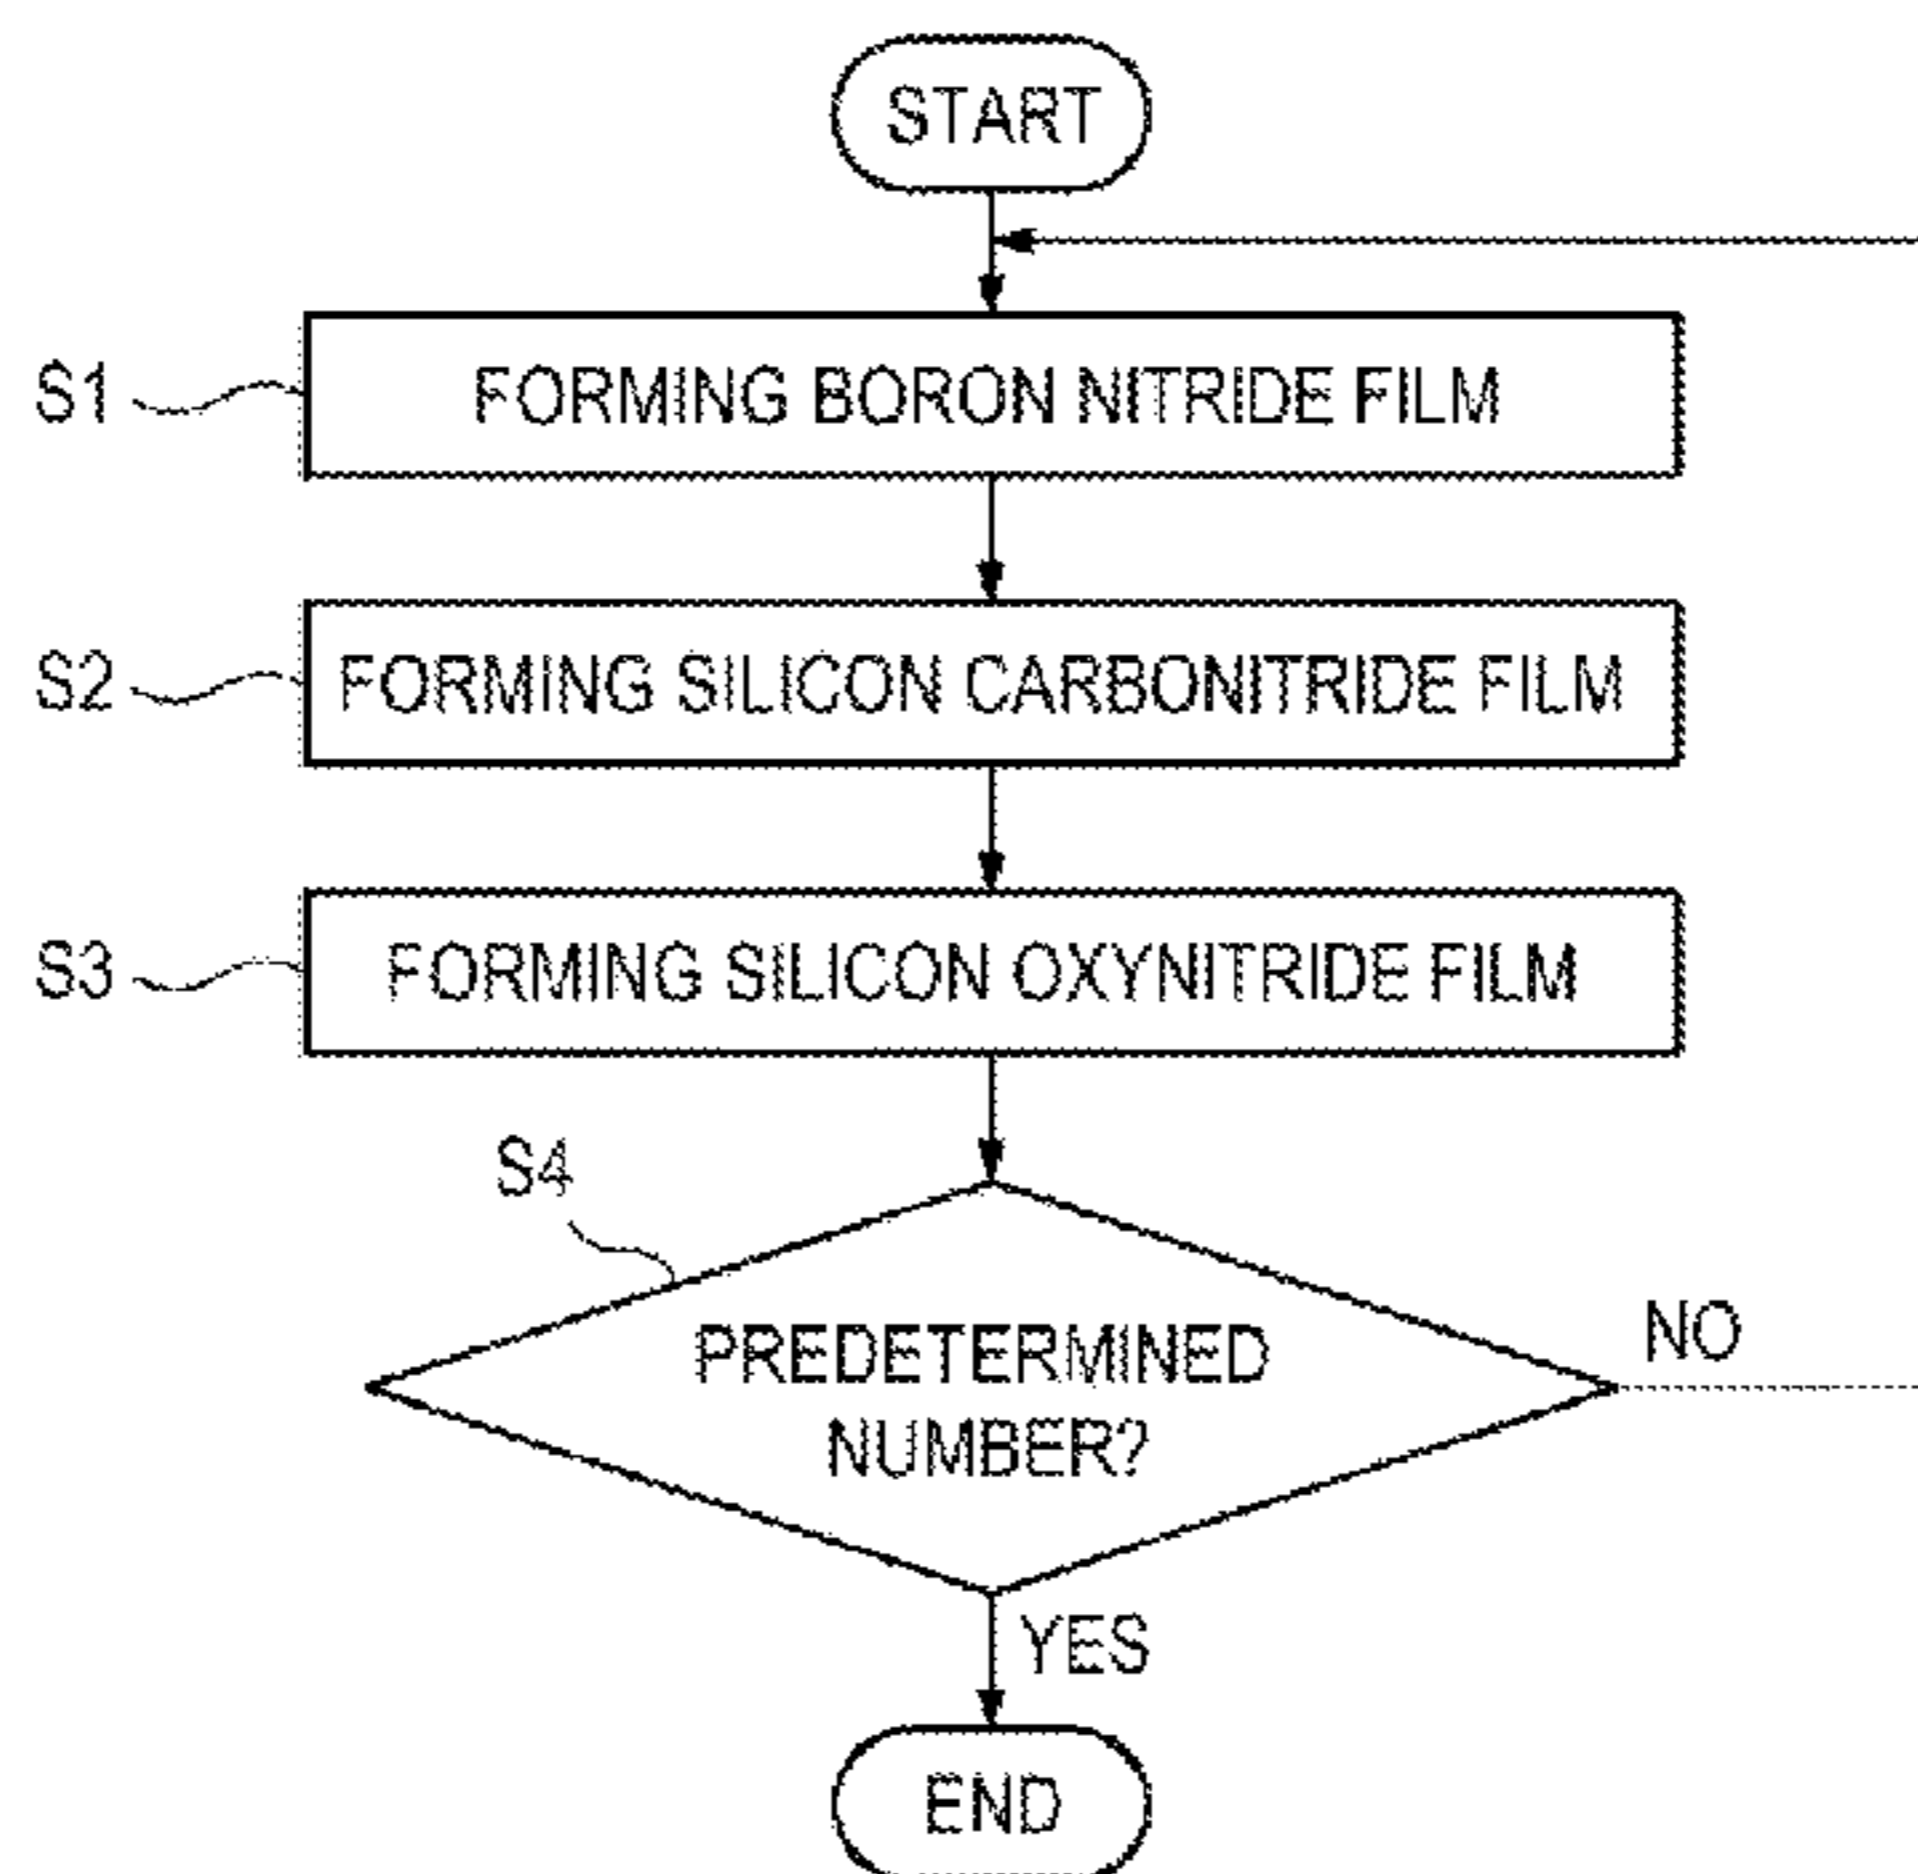 START
S1 FORMING BORON NITRIDE FILM
S2 FORMING SILICON CARBONITRIDE FILM
S3 FORMING SILICON OXYNITRIDE FILM
S4
PREDETERMINED
NUMBER?
NO
YES
END